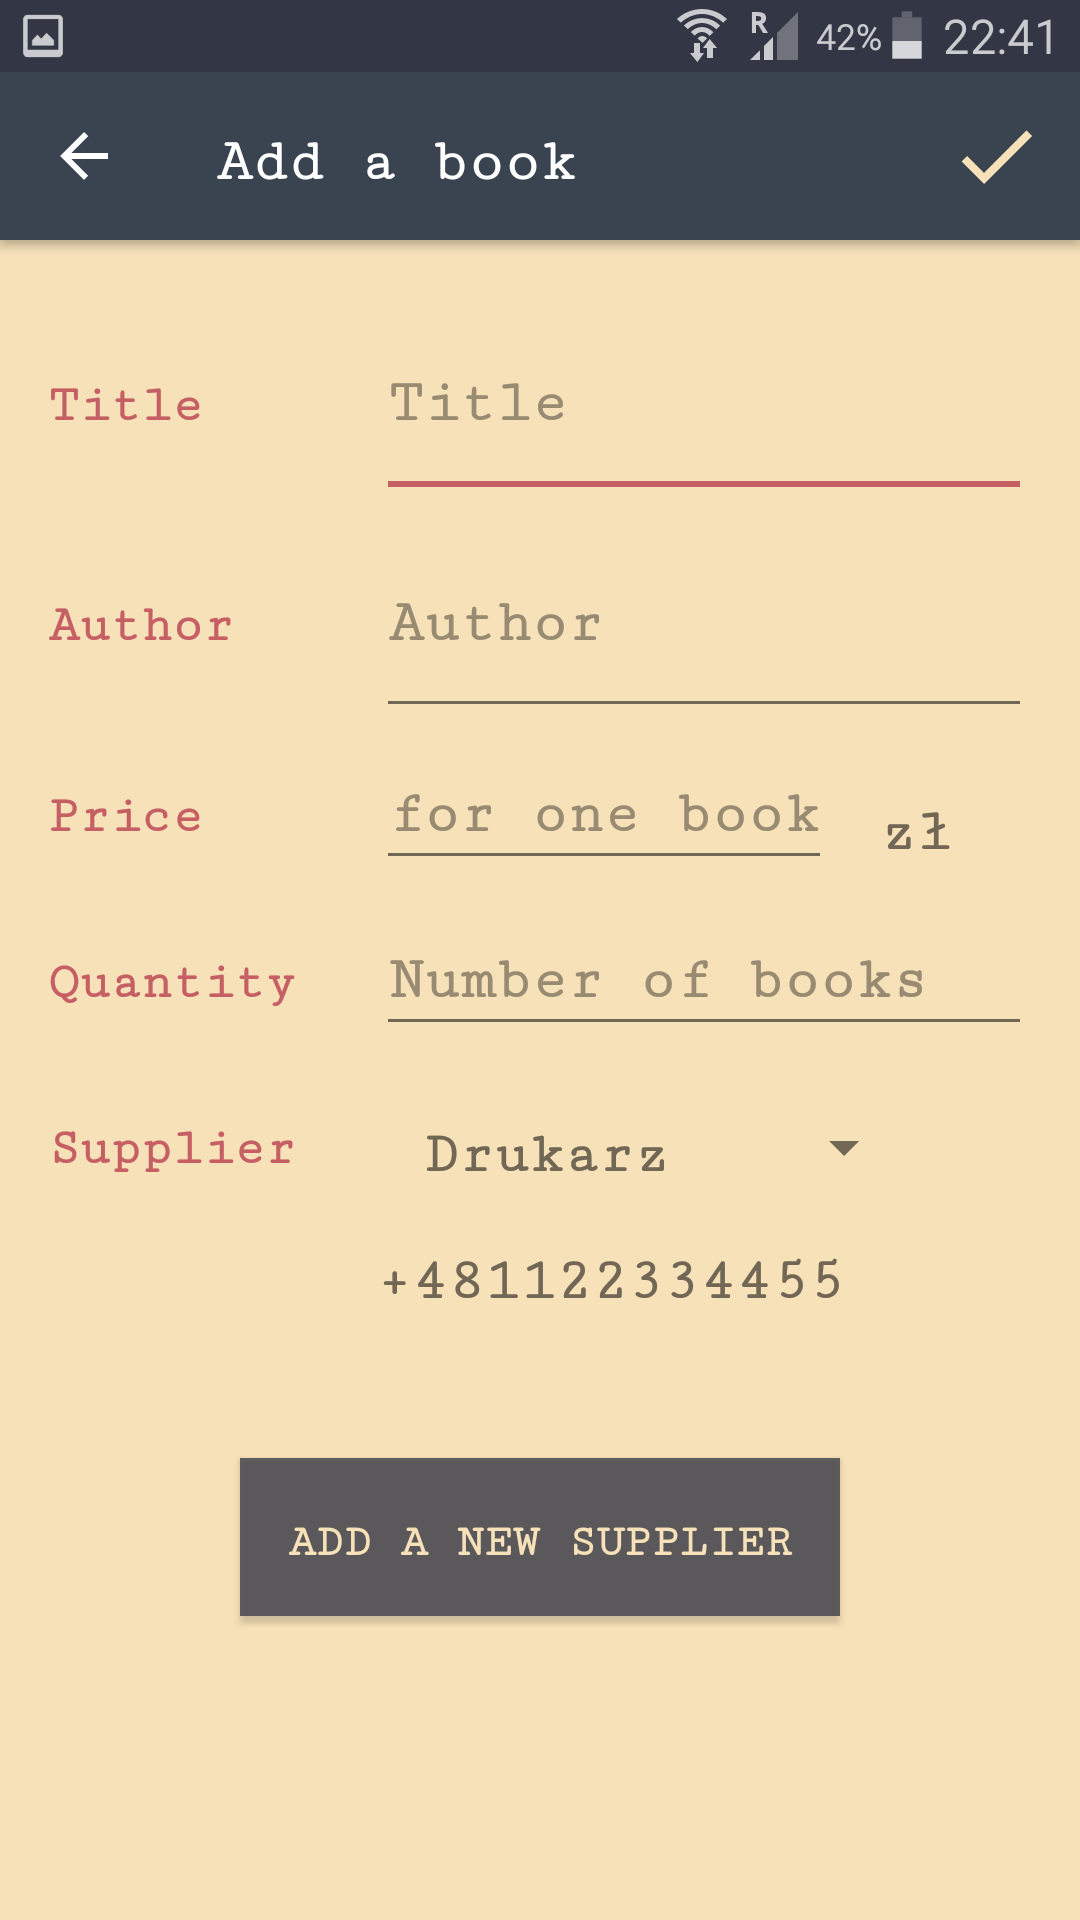 R 42% 22:41
Add a book
Title Title
Author Author
Price for one book zł
Quantity Number of books
Supplier Drukarz
+481122334455
ADD A NEW SUPPLIER